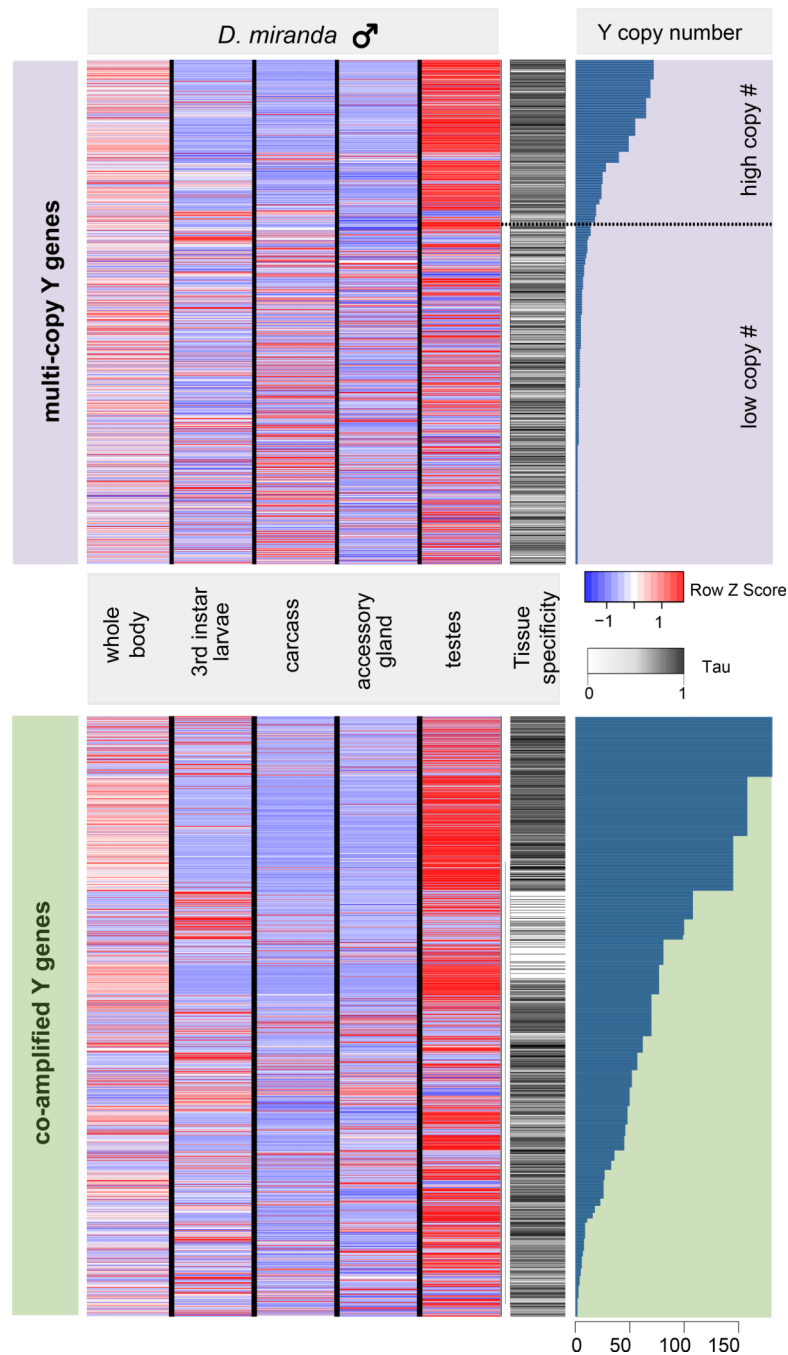 D. miranda ♂
Y copy number
multi-copy Y genes
high copy #
low copy #
whole
body
3rd instar
larvae
carcass
accessory
gland
testes
Tissue
specificity
Row Z Score
−1 1
Tau
0 1
co-amplified Y genes
0 50 100 150